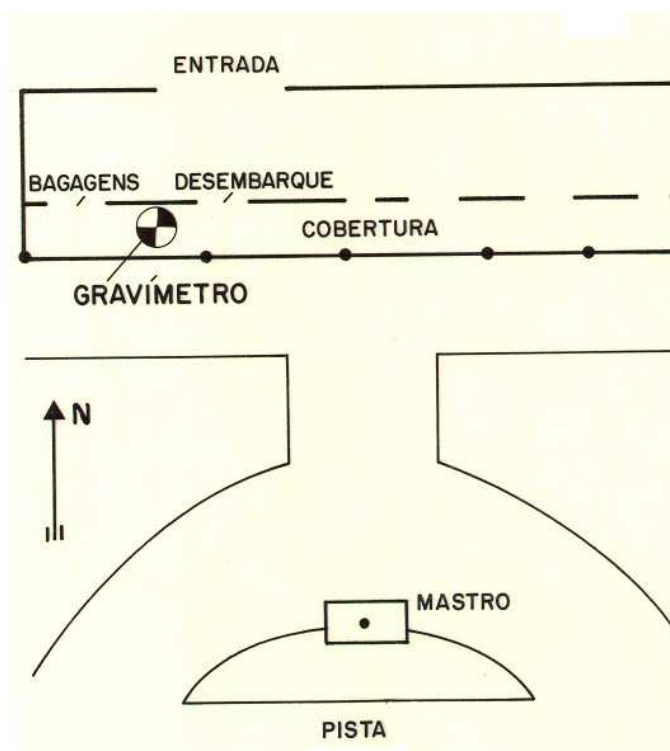 ENTRADA
BAGAGENS DESEMBARQUE
COBERTURA
GRAVÍMETRO
N
MASTRO
PISTA